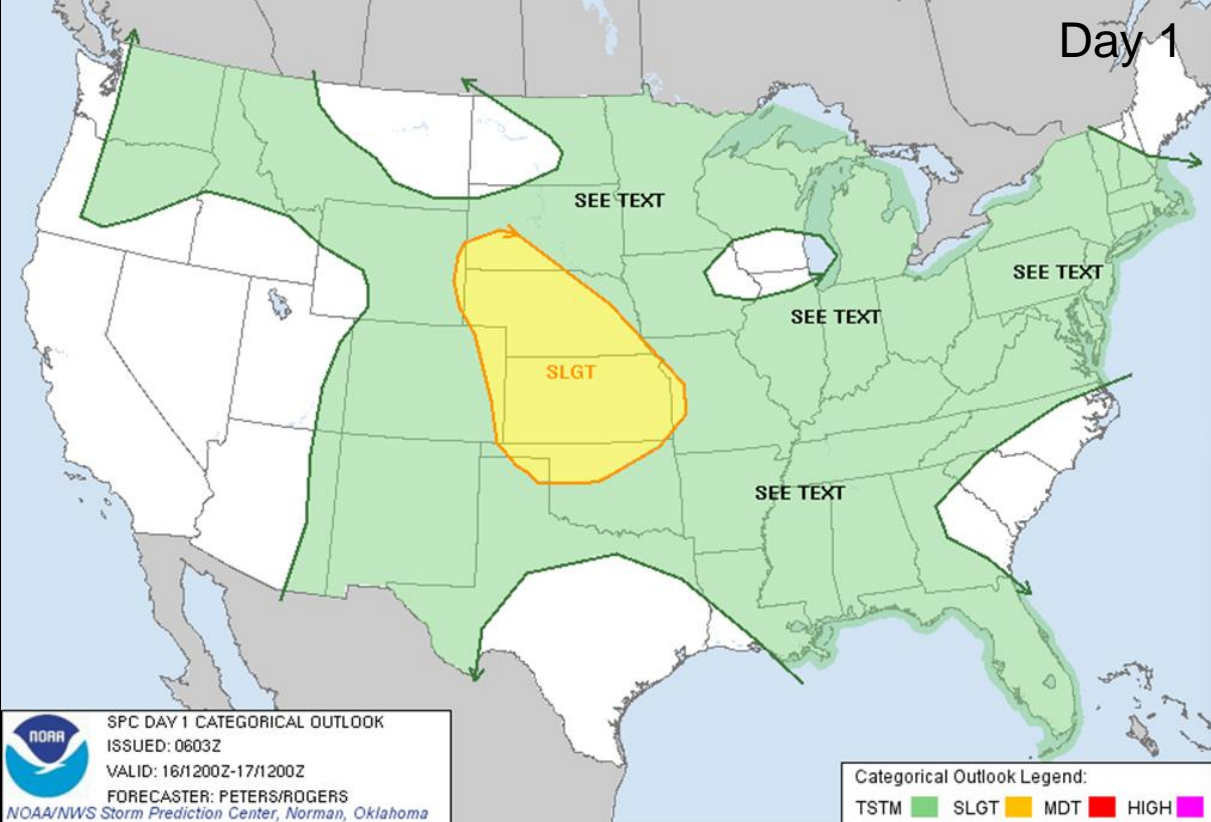 Day 1
SEE TEXT
SEE TEXT
SEE TEXT
SLGT
SEE TEXT
NOAA
SPC DAY 1 CATEGORICAL OUTLOOK
ISSUED: 0603Z
VALID: 16/1200Z-17/1200Z
FORECASTER: PETERS/ROGERS
NOAA/NWS Storm Prediction Center, Norman, Oklahoma
Categorical Outlook Legend:
TSTM SLGT MDT HIGH